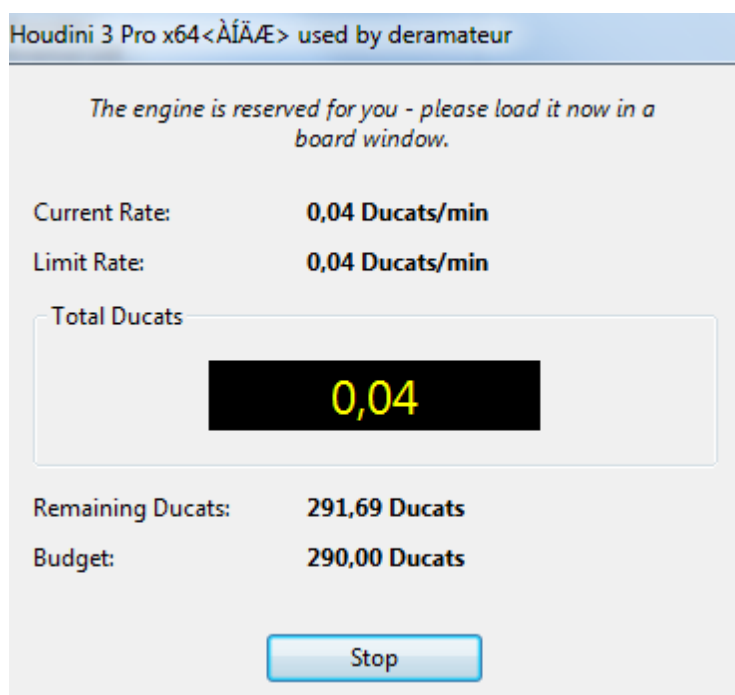 Houdini 3 Pro x64<ÀÍÄÆ> used by deramateur
The engine is reserved for you - please load it now in a
board window.
Current Rate: 0,04 Ducats/min
Limit Rate: 0,04 Ducats/min
Total Ducats
0,04
Remaining Ducats: 291,69 Ducats
Budget: 290,00 Ducats
Stop